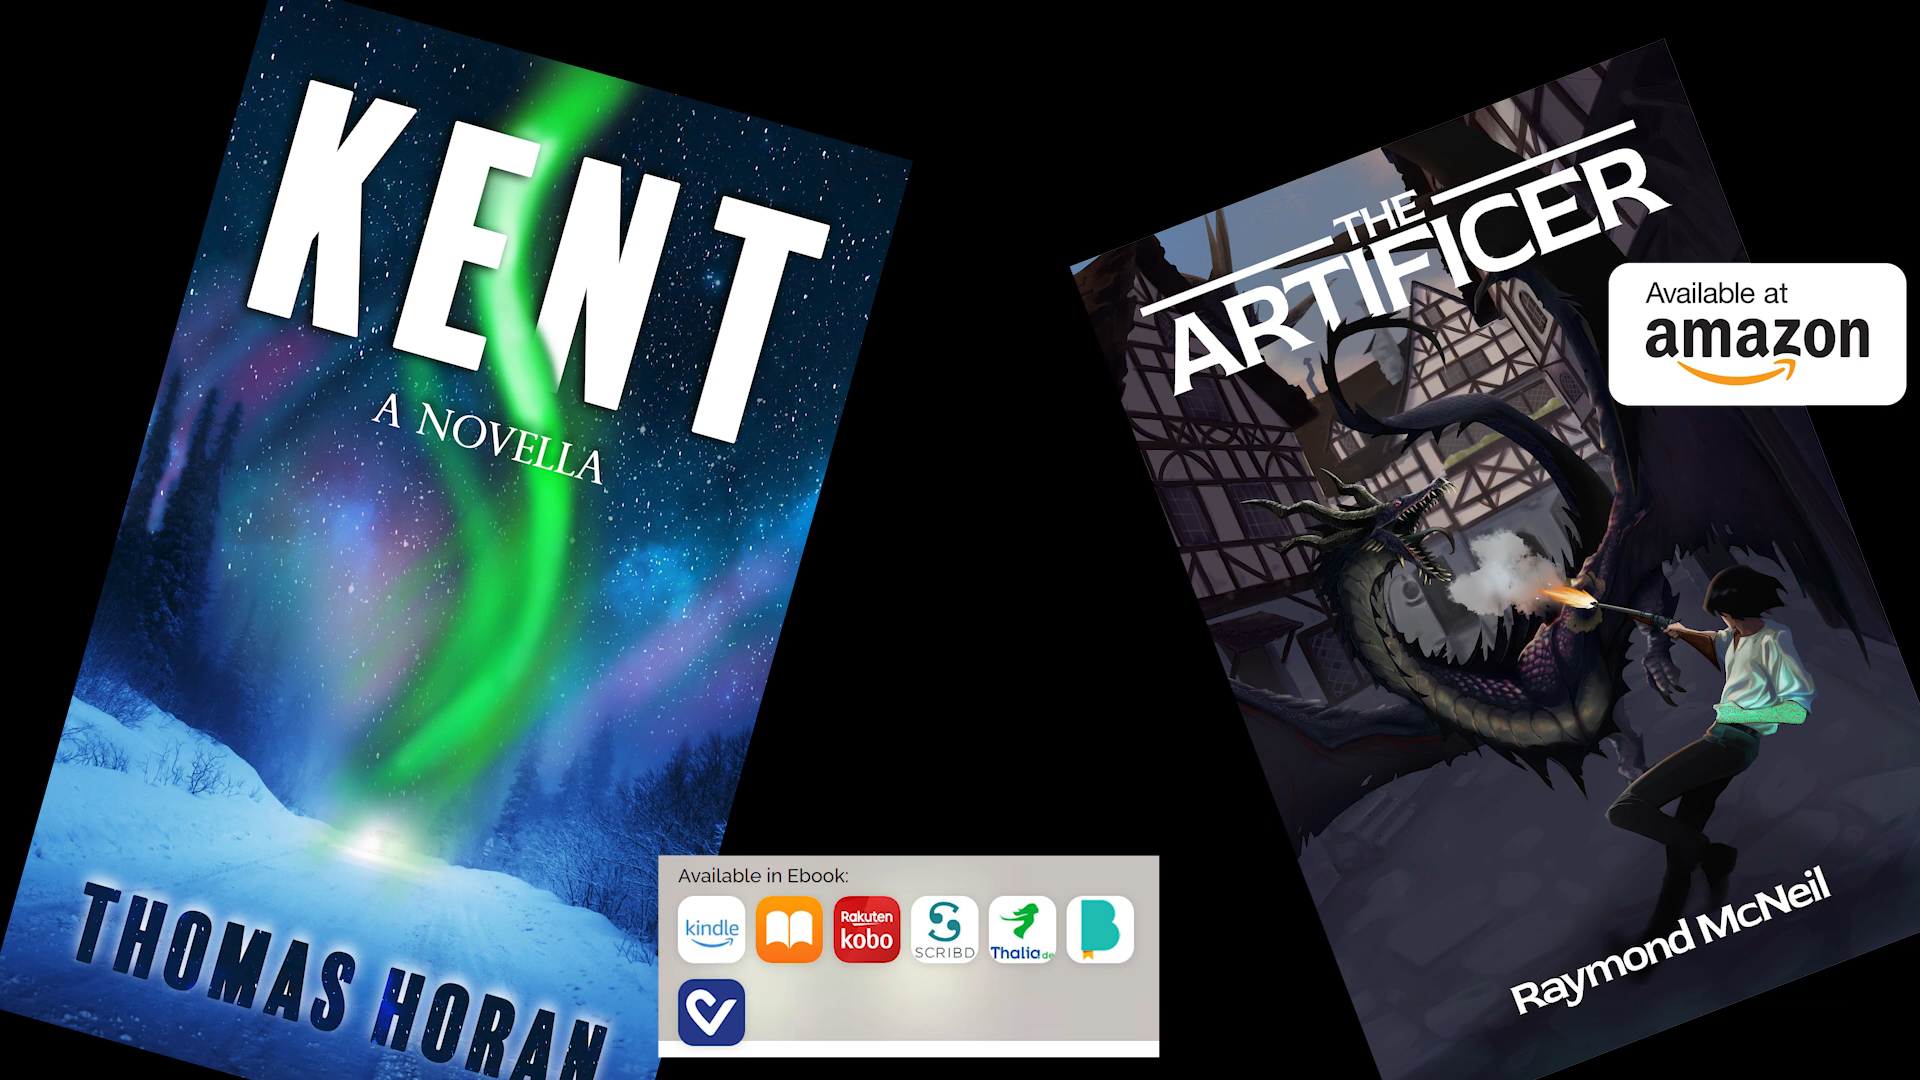 KENT
A NOVELLA
THOMAS HORAN
Available in Ebook:
kindle
Rakuten
kobo
SCRIBD
Thalia.de
THE
ARTIFICER
Available at
amazon
Raymond McNeil